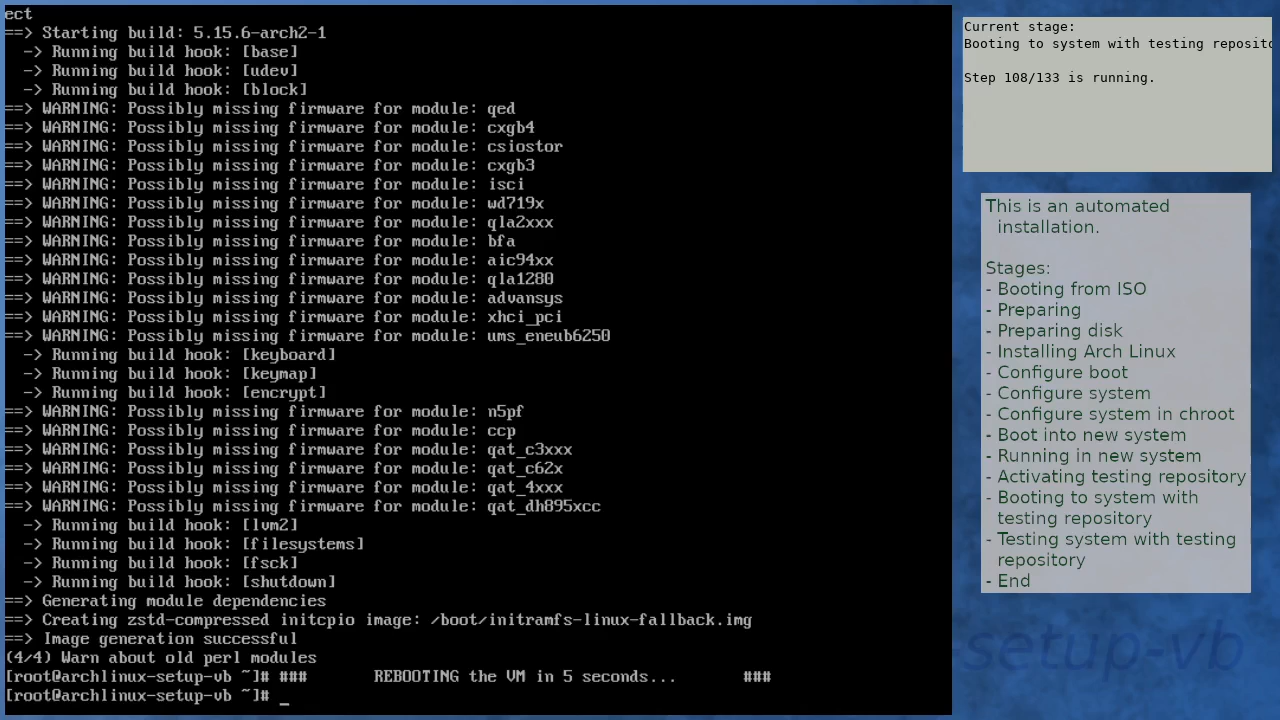 ect
==> Starting build: 5.15.6-arch2-1
  -> Running build hook: [base]
  -> Running build hook: [udev]
  -> Running build hook: [block]
==> WARNING: Possibly missing firmware for module: qed
==> WARNING: Possibly missing firmware for module: cxgb4
==> WARNING: Possibly missing firmware for module: csiostor
==> WARNING: Possibly missing firmware for module: cxgb3
==> WARNING: Possibly missing firmware for module: isci
==> WARNING: Possibly missing firmware for module: wd719x
==> WARNING: Possibly missing firmware for module: qla2xxx
==> WARNING: Possibly missing firmware for module: bfa
==> WARNING: Possibly missing firmware for module: aic94xx
==> WARNING: Possibly missing firmware for module: qla1280
==> WARNING: Possibly missing firmware for module: advansys
==> WARNING: Possibly missing firmware for module: xhci_pci
==> WARNING: Possibly missing firmware for module: ums_eneub6250
  -> Running build hook: [keyboard]
  -> Running build hook: [keymap]
  -> Running build hook: [encrypt]
==> WARNING: Possibly missing firmware for module: n5pf
==> WARNING: Possibly missing firmware for module: ccp
==> WARNING: Possibly missing firmware for module: qat_c3xxx
==> WARNING: Possibly missing firmware for module: qat_c62x
==> WARNING: Possibly missing firmware for module: qat_4xxx
==> WARNING: Possibly missing firmware for module: qat_dh895xcc
  -> Running build hook: [lvm2]
  -> Running build hook: [filesystems]
  -> Running build hook: [fsck]
  -> Running build hook: [shutdown]
==> Generating module dependencies
==> Creating zstd-compressed initcpio image: /boot/initramfs-linux-fallback.img
==> Image generation successful
(4/4) Warn about old perl modules
[root@archlinux-setup-vb ~]# ###       REBOOTING the VM in 5 seconds...       ###
[root@archlinux-setup-vb ~]# _
Current stage:
Booting to system with testing reposito
Step 108/133 is running.
This is an automated
installation.
Stages:
- Booting from ISO
- Preparing
- Preparing disk
- Installing Arch Linux
- Configure boot
- Configure system
- Configure system in chroot
- Boot into new system
- Running in new system
- Activating testing repository
- Booting to system with
testing repository
- Testing system with testing
repository
- End
-setup-vb